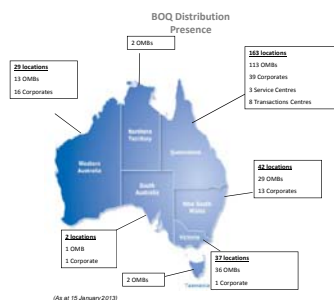 BOQ Distribution
Presence
2 OMBs
29 locations
13 OMBs
16 Corporates
163 locations
113 OMBs
39 Corporates
3 Service Centres
8 Transactions Centres
Northern
Territory
Queensland
Western
Australia
South
Australia
New South
Wales
Victoria
Tasmania
42 locations
29 OMBs
13 Corporates
2 locations
1 OMB
1 Corporate
37 locations
36 OMBs
1 Corporate
2 OMBs
(As at 15 January 2013)